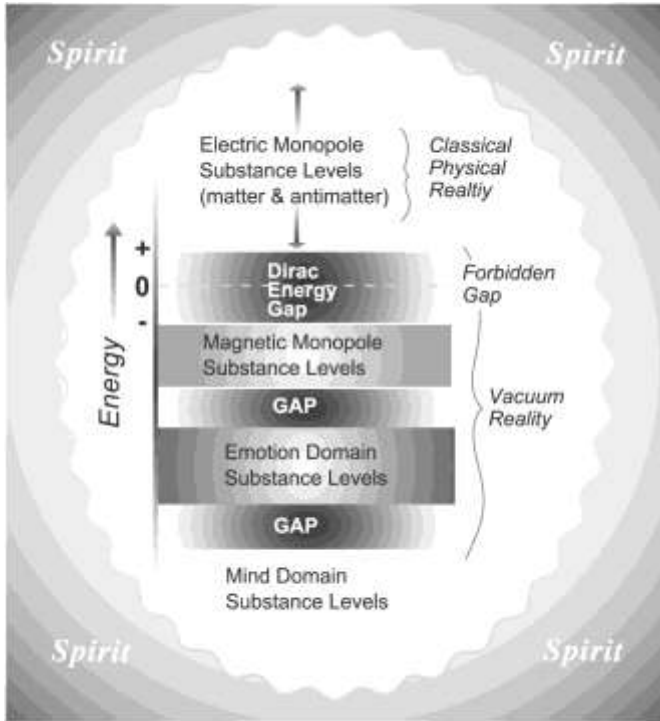 Spirit
Spirit
Electric Monopole
Substance Levels
(matter & antimatter)
Classical
Physical
Realtiy
Energy
+
0
-
Dirac
Energy
Gap
Forbidden
Gap
Magnetic Monopole
Substance Levels
GAP
Vacuum
Reality
Emotion Domain
Substance Levels
GAP
Mind Domain
Substance Levels
Spirit
Spirit